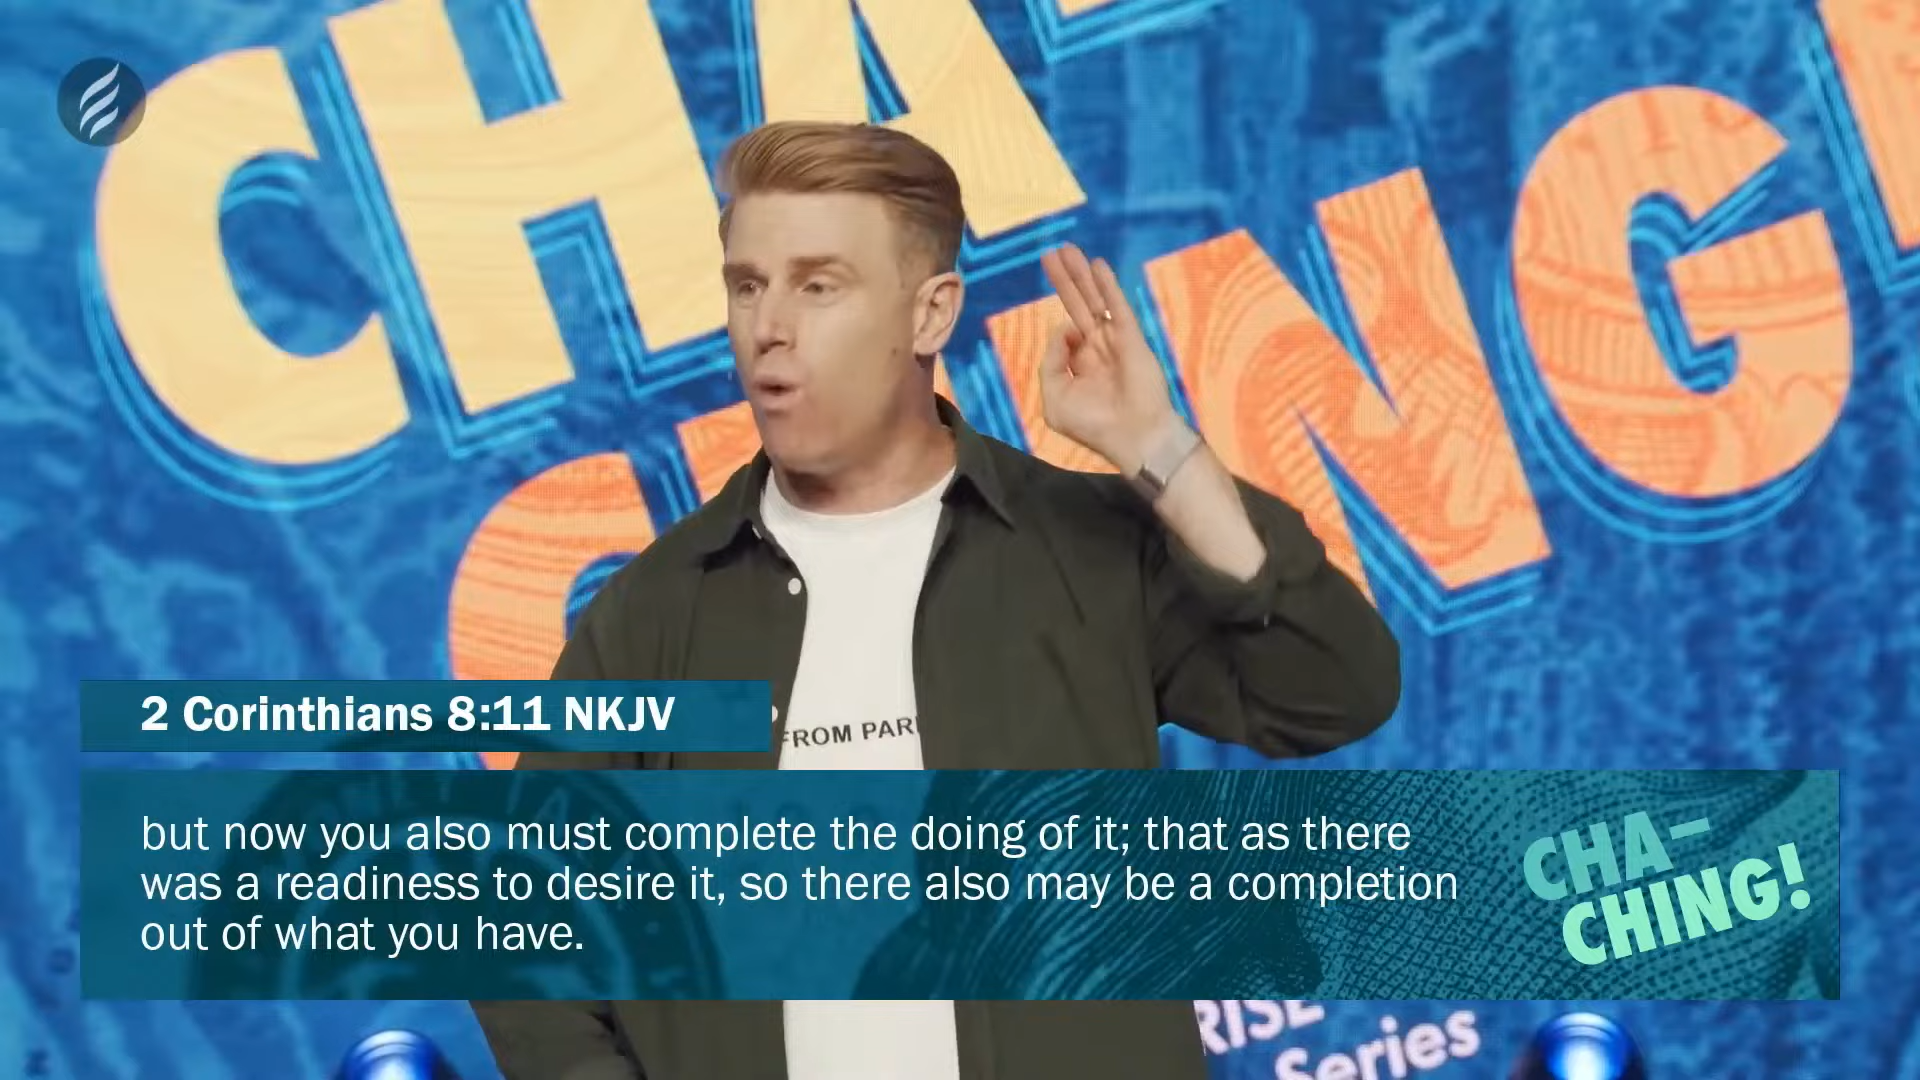 CHA-
CHING!
2 Corinthians 8:11 NKJV
FROM PARI
but now you also must complete the doing of it; that as there
was a readiness to desire it, so there also may be a completion
out of what you have.
CHA-
CHING!
RISE
Series